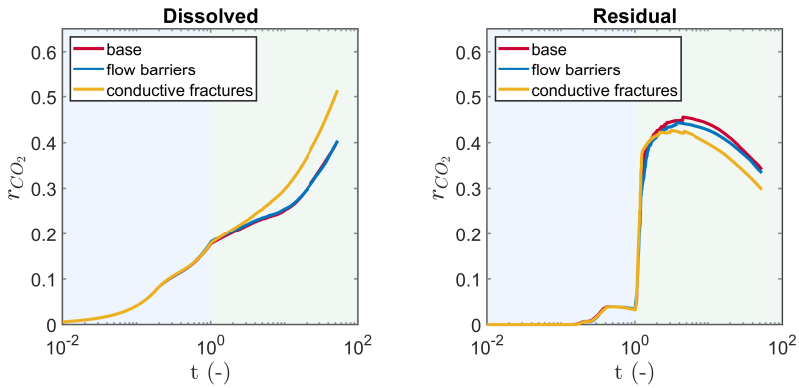 Dissolved
0.6
0.5
0.4
0.3
0.2
0.1
0
r_{CO_2}
base
flow barriers
conductive fractures
10^{-2}
10^{0}
10^{2}
t (-)
Residual
0.6
0.5
0.4
0.3
0.2
0.1
0
r_{CO_2}
base
flow barriers
conductive fractures
10^{-2}
10^{0}
10^{2}
t (-)